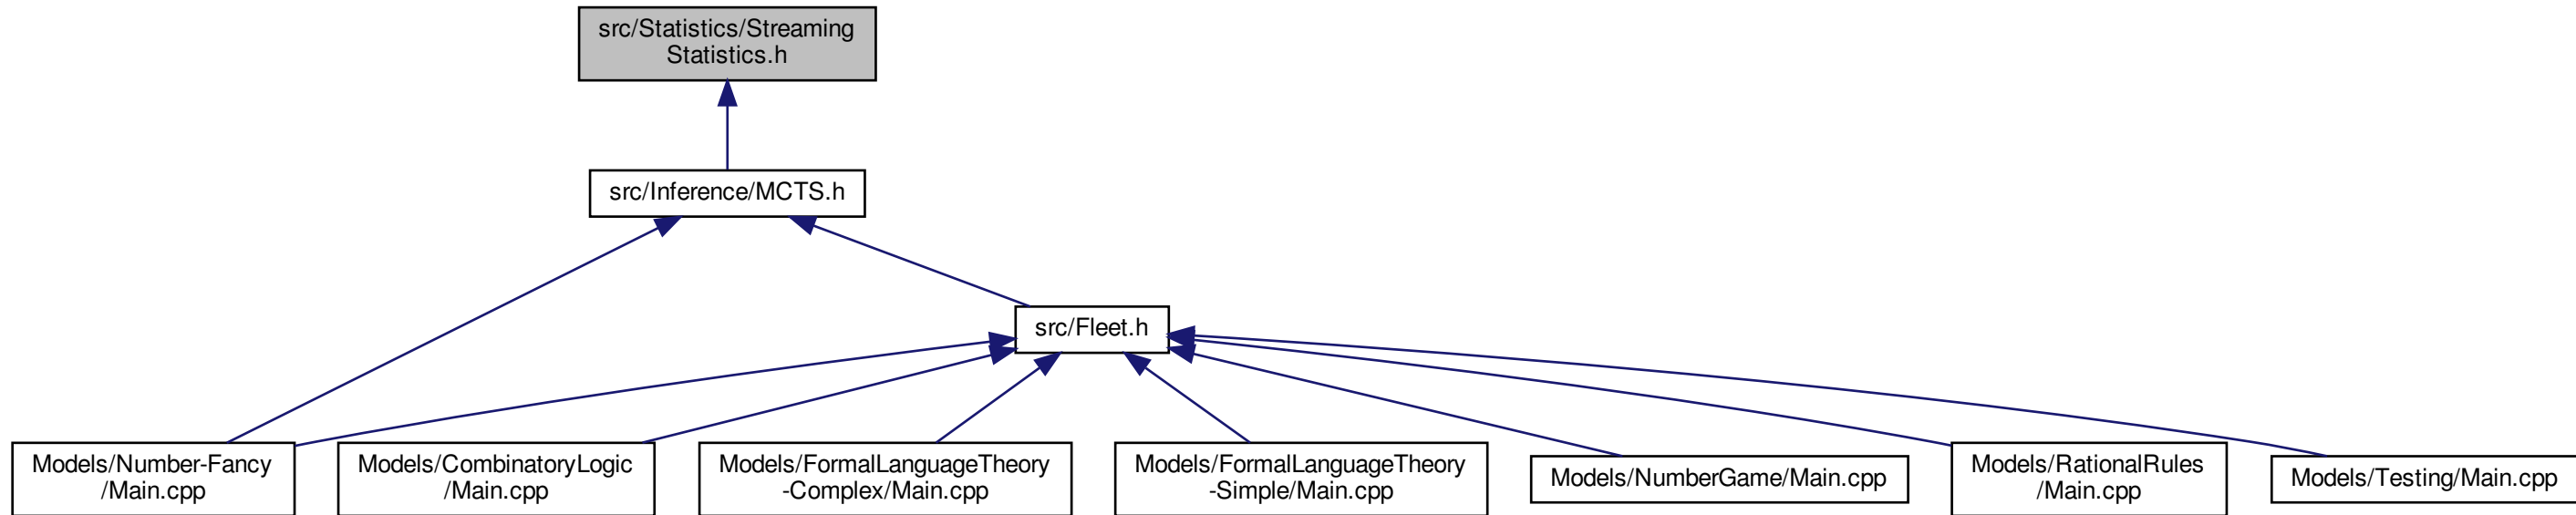 src/Statistics/Streaming
Statistics.h
src/Inference/MCTS.h
src/Fleet.h
Models/Number-Fancy
/Main.cpp
Models/CombinatoryLogic
/Main.cpp
Models/FormalLanguageTheory
-Complex/Main.cpp
Models/FormalLanguageTheory
-Simple/Main.cpp
Models/NumberGame/Main.cpp
Models/RationalRules
/Main.cpp
Models/Testing/Main.cpp